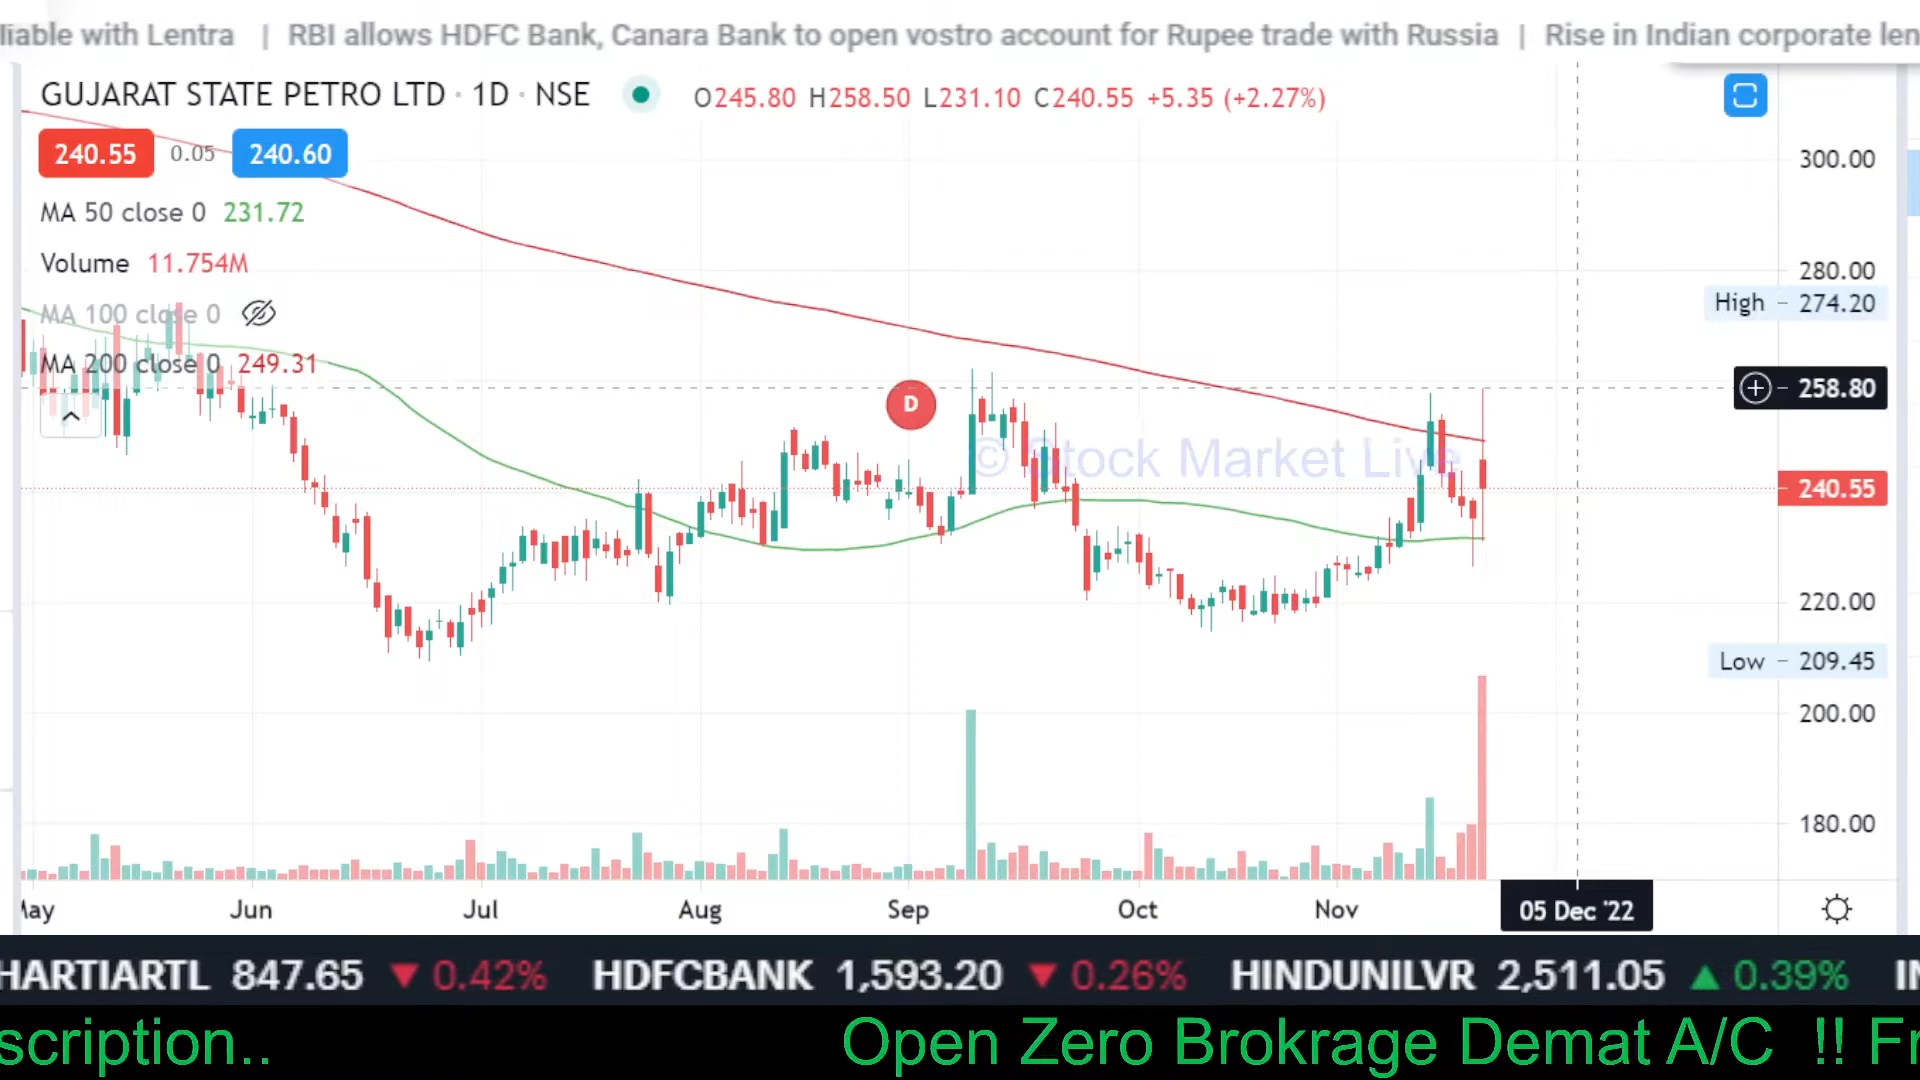 liable with Lentra | RBI allows HDFC Bank, Canara Bank to open vostro account for Rupee trade with Russia | Rise in Indian corporate len
GUJARAT STATE PETRO LTD · 1D · NSE O245.80 H258.50 L231.10 C240.55 +5.35 (+2.27%)
240.55 0.05 240.60
300.00
MA 50 close 0 231.72
Volume 11.754M
280.00
High 274.20
MA 100 close 0
MA 200 close 0 249.31
258.80
D
© Stock Market Live
240.55
220.00
Low 209.45
200.00
180.00
May Jun Jul Aug Sep Oct Nov 05 Dec '22
HARTIARTL 847.65 ▼ 0.42% HDFCBANK 1,593.20 ▼ 0.26% HINDUNILVR 2,511.05 ▲ 0.39%
scription.. Open Zero Brokrage Demat A/C !! Fr